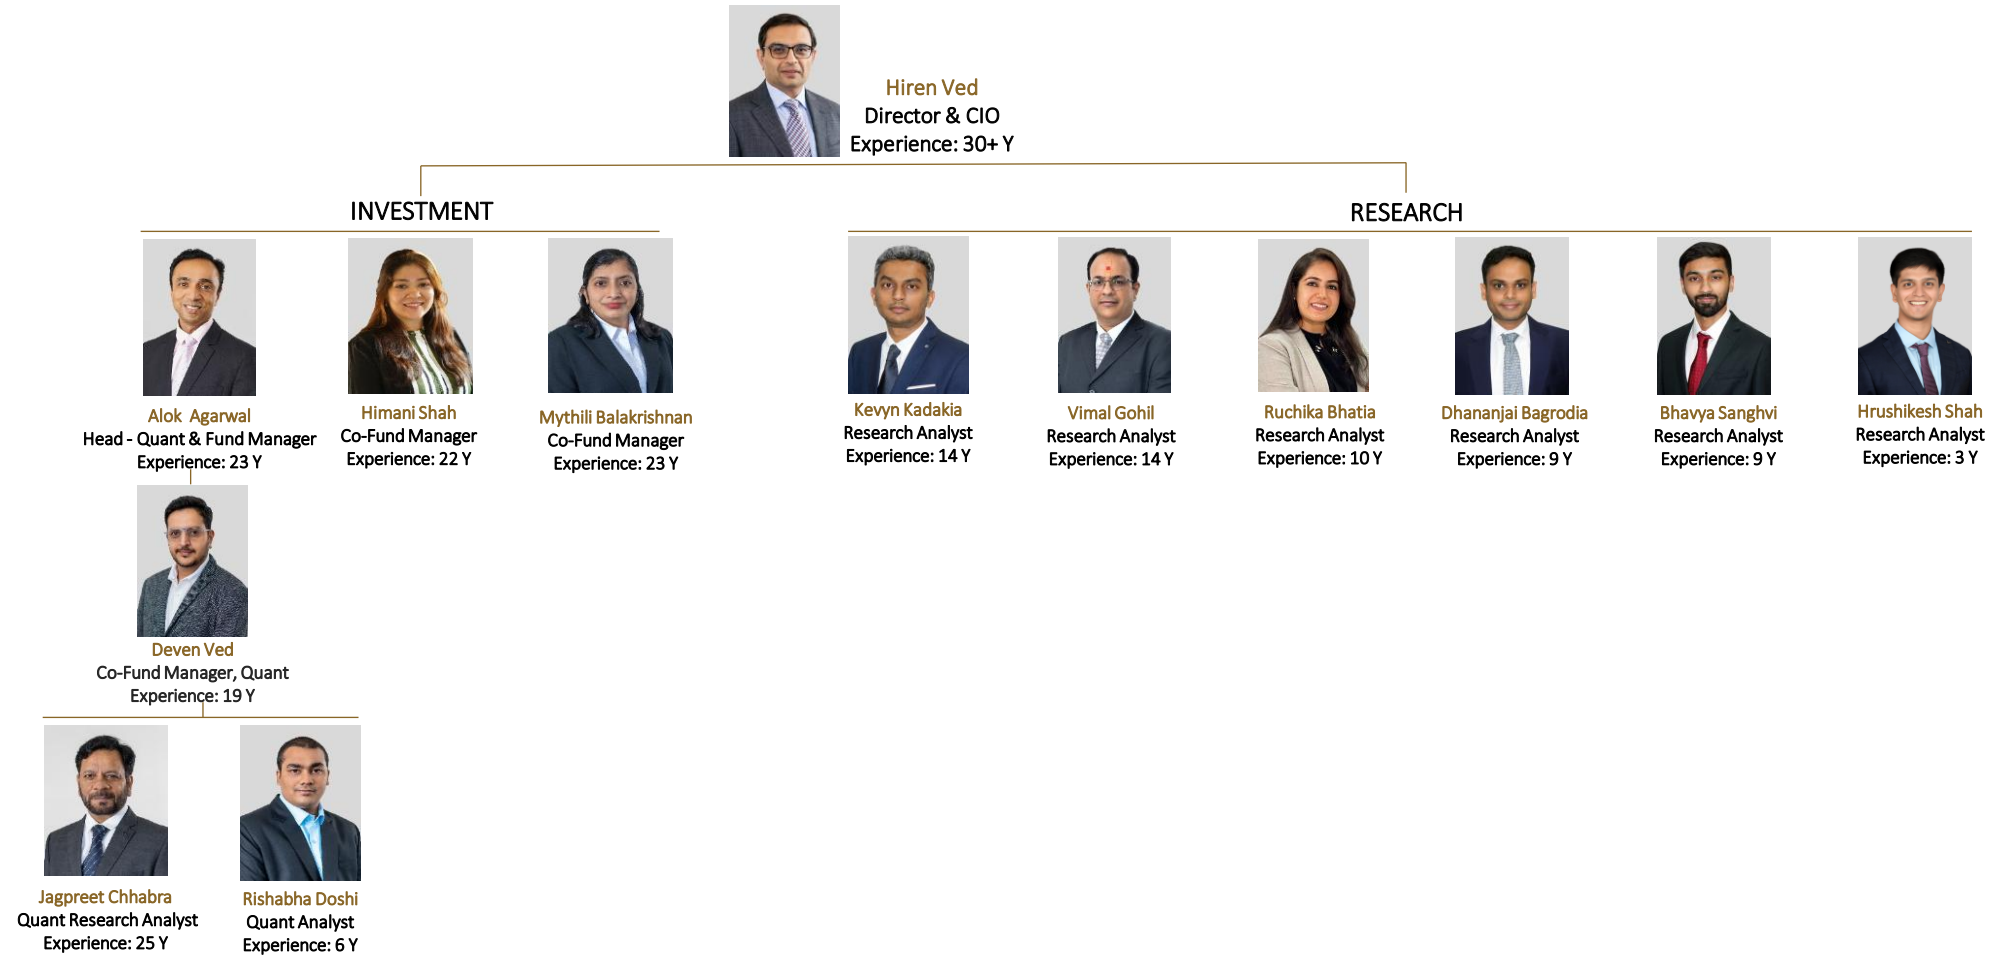 Hiren Ved
Director & CIO
Experience: 30+ Y
INVESTMENT
Alok Agarwal
Head - Quant & Fund Manager
Experience: 23 Y
Himani Shah
Co-Fund Manager
Experience: 22 Y
Mythili Balakrishnan
Co-Fund Manager
Experience: 23 Y
Deven Ved
Co-Fund Manager, Quant
Experience: 19 Y
Jagpreet Chhabra
Quant Research Analyst
Experience: 25 Y
Rishabha Doshi
Quant Analyst
Experience: 6 Y
RESEARCH
Kevyn Kadakia
Research Analyst
Experience: 14 Y
Vimal Gohil
Research Analyst
Experience: 14 Y
Ruchika Bhatia
Research Analyst
Experience: 10 Y
Dhananjai Bagrodia
Research Analyst
Experience: 9 Y
Bhavya Sanghvi
Research Analyst
Experience: 9 Y
Hrushikesh Shah
Research Analyst
Experience: 3 Y